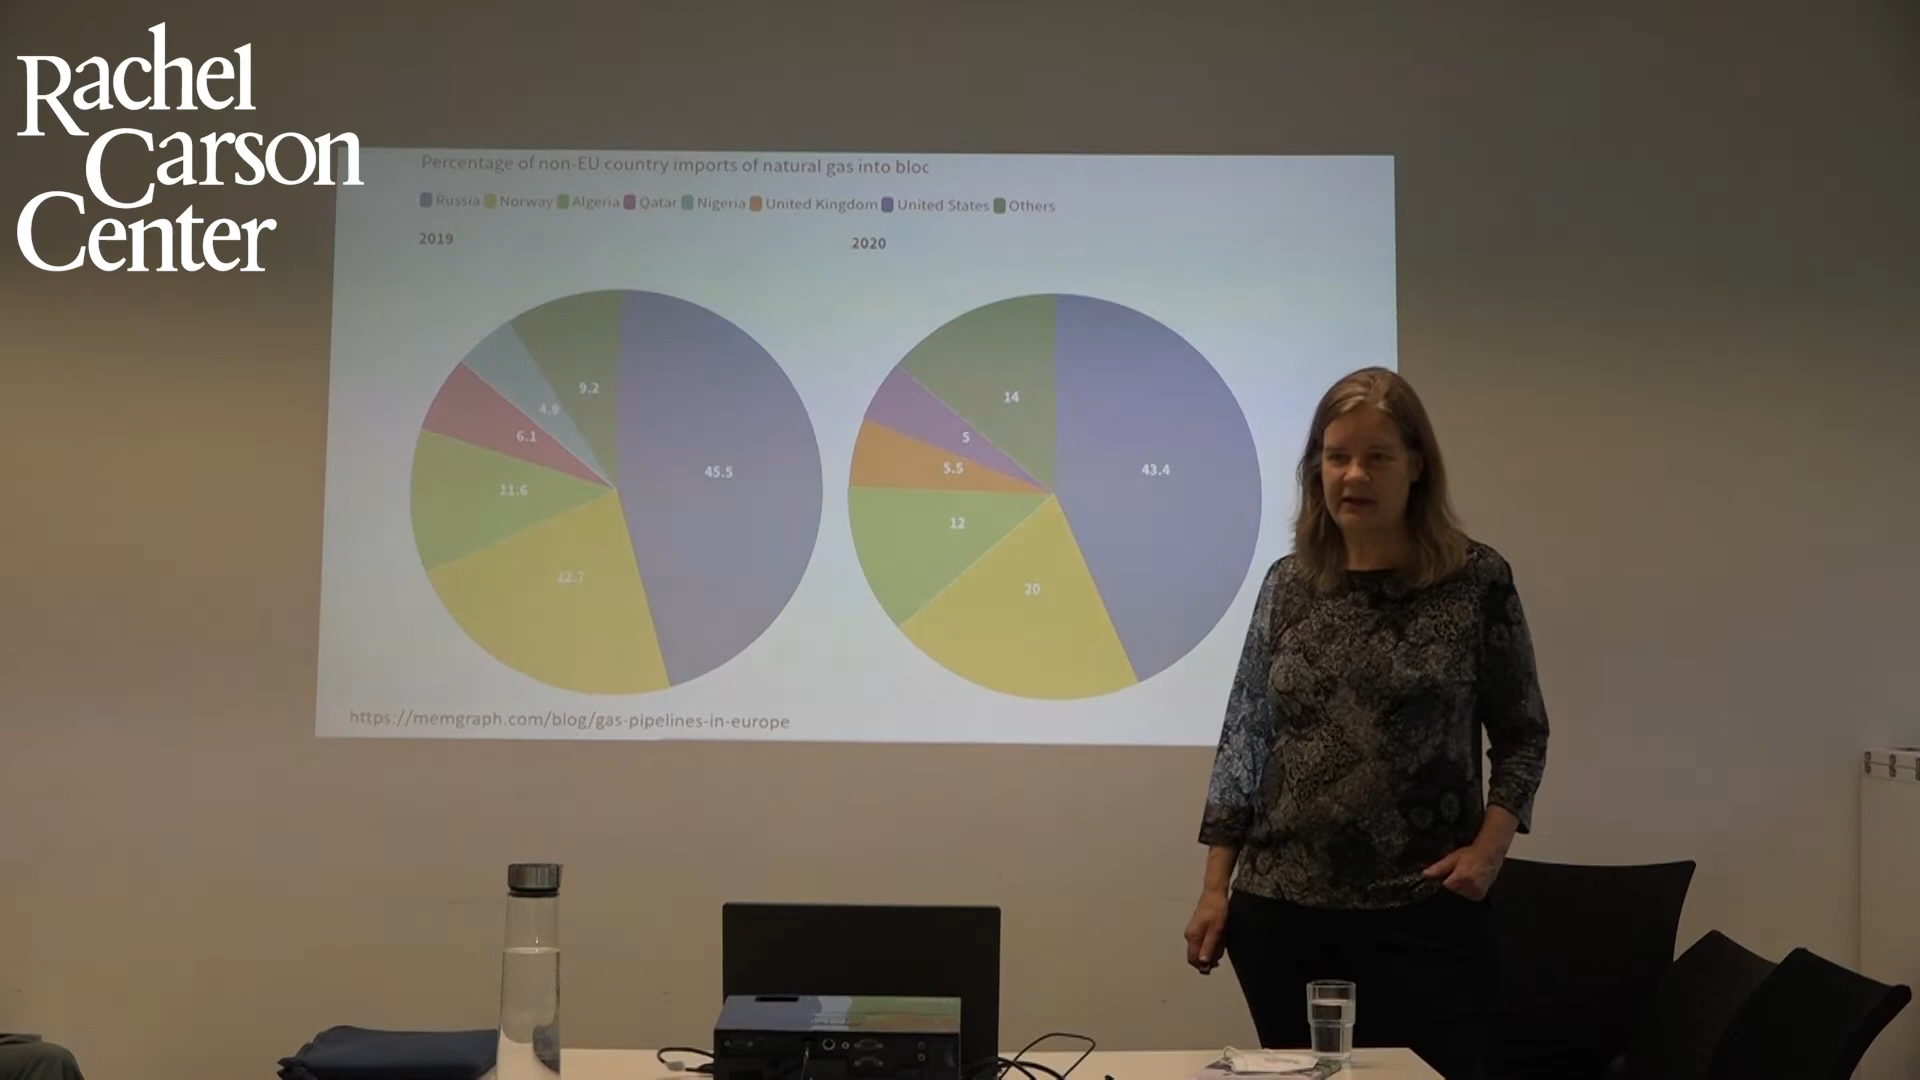 Rachel
Carson
Center
Percentage of non-EU country imports of natural gas into bloc
Russia Norway Algeria Qatar Nigeria United Kingdom United States Others
2019
2020
9.2
4.9
6.1
11.6
22.7
45.5
14
5
5.5
12
20
43.4
https://memgraph.com/blog/gas-pipelines-in-europe